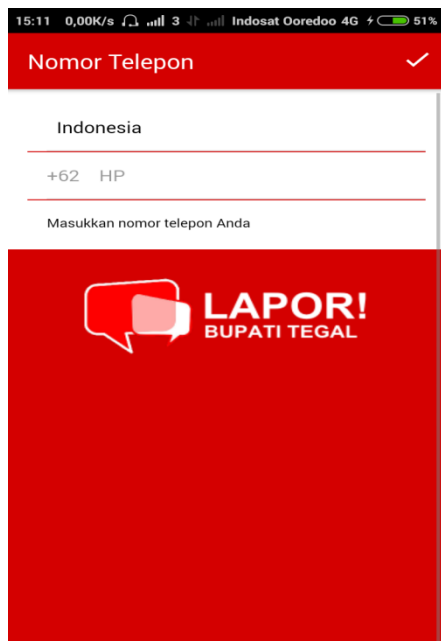 15:11 0,00K/s 3 Indosat Ooredoo 4G 51%
Nomor Telepon
Indonesia
+62 HP
Masukkan nomor telepon Anda
LAPOR!
BUPATI TEGAL